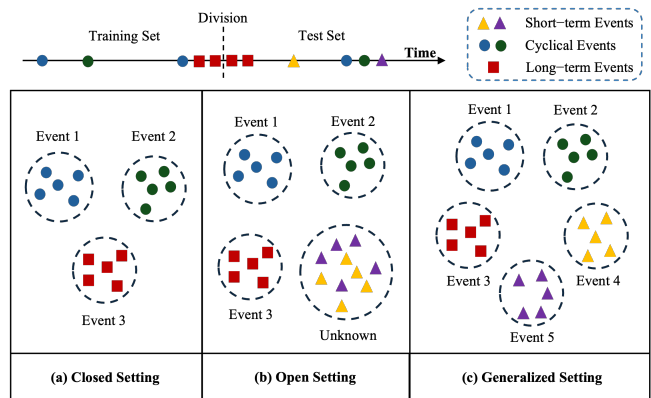 Division
Training Set
Test Set
Time
Short-term Events
Cyclical Events
Long-term Events
Event 1
Event 2
Event 3
(a) Closed Setting
Event 1
Event 2
Event 3
Unknown
(b) Open Setting
Event 1
Event 2
Event 3
Event 4
Event 5
(c) Generalized Setting